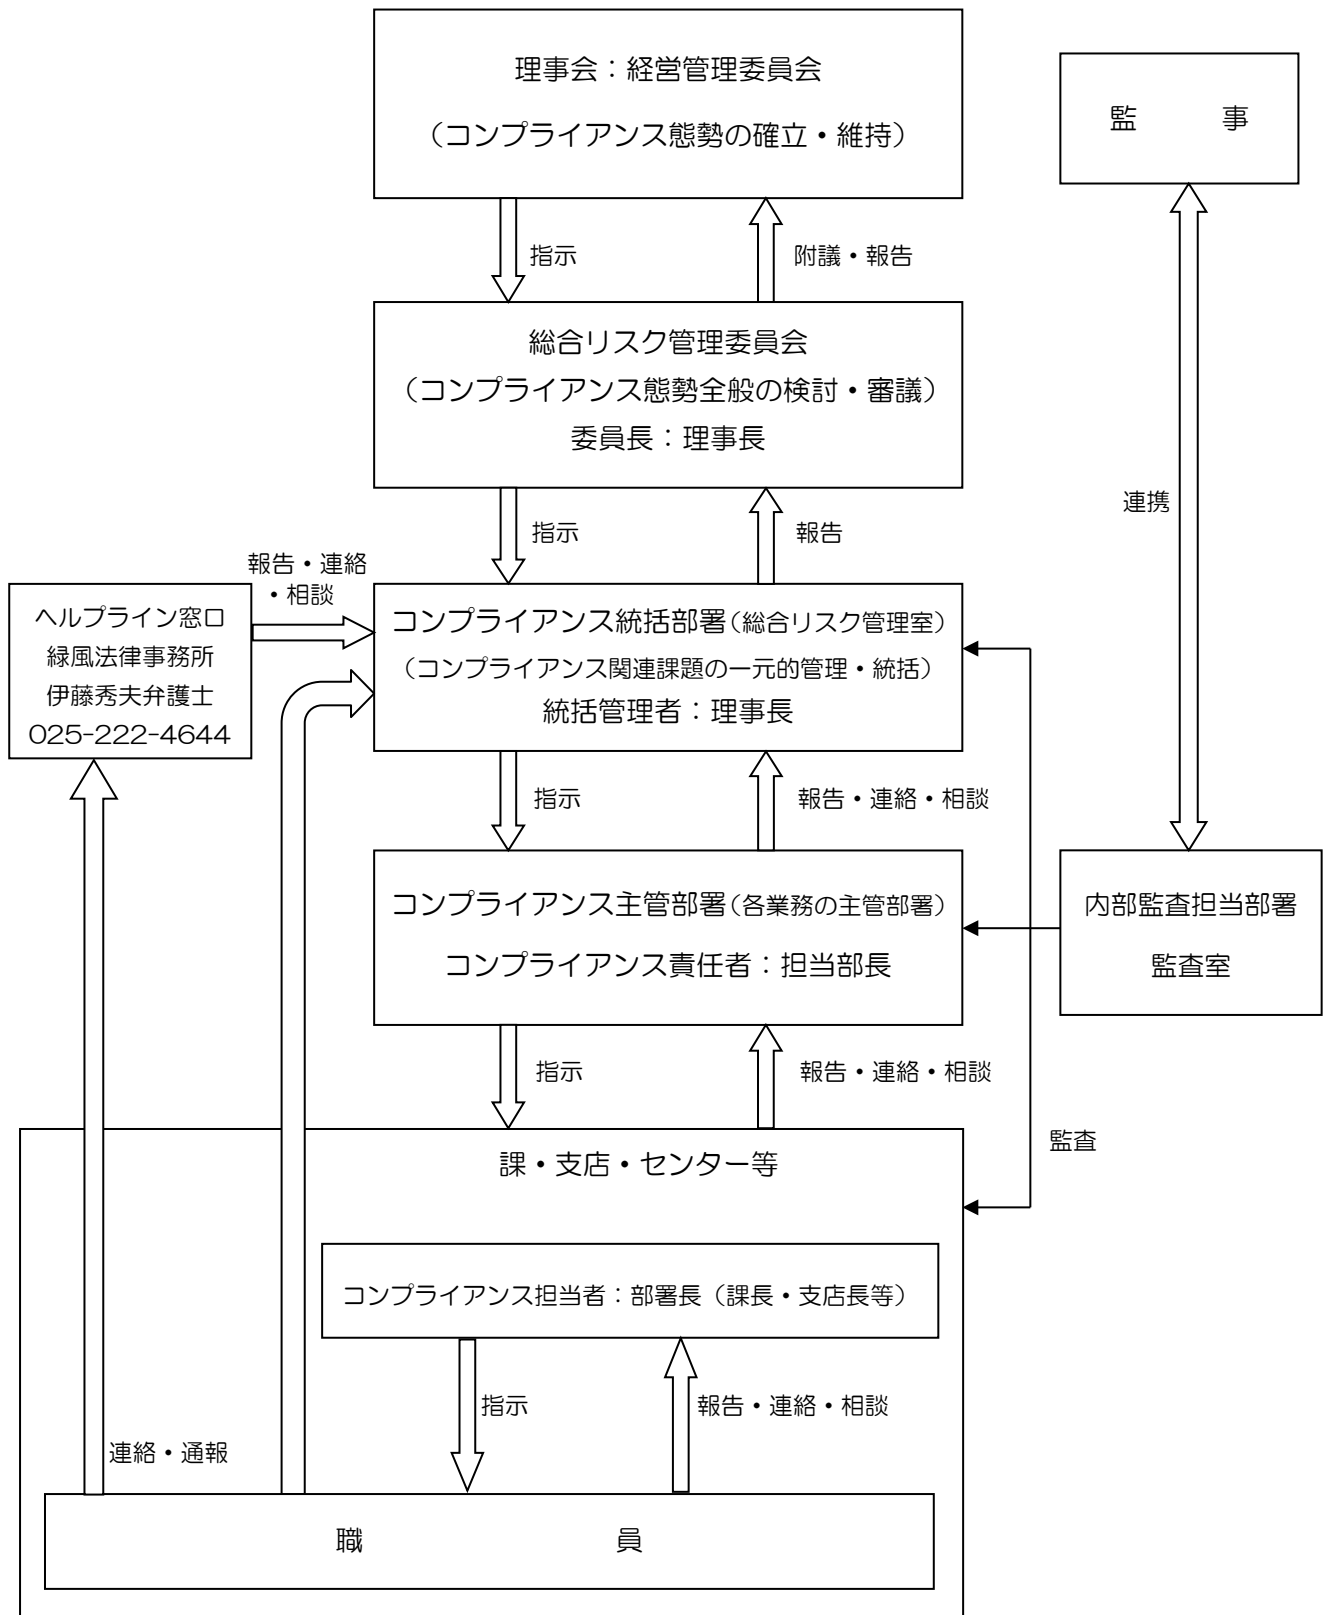 理事会：経営管理委員会
（コンプライアンス態勢の確立・維持）
監　　　事
指示
附議・報告
総合リスク管理委員会
（コンプライアンス態勢全般の検討・審議）
委員長：理事長
連携
指示
報告
報告・連絡
・相談
ヘルプライン窓口
緑風法律事務所
伊藤秀夫弁護士
025-222-4644
コンプライアンス統括部署（総合リスク管理室）
（コンプライアンス関連課題の一元的管理・統括）
統括管理者：理事長
指示
報告・連絡・相談
コンプライアンス主管部署（各業務の主管部署）
コンプライアンス責任者：担当部長
内部監査担当部署
監査室
指示
報告・連絡・相談
監査
課・支店・センター等
コンプライアンス担当者：部署長（課長・支店長等）
指示
報告・連絡・相談
連絡・通報
職　　　　　員